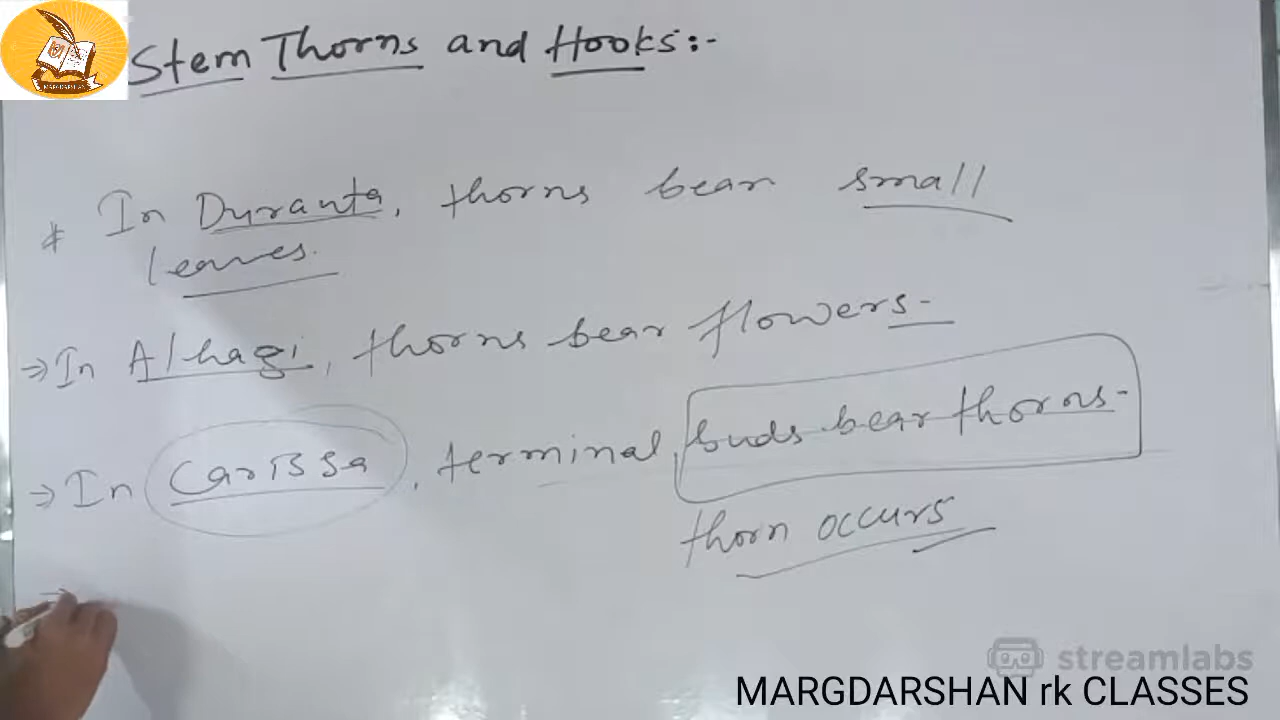 MARGDARSHAN
Stem Thorns and Hooks:-
* In Duranta, thorns bear small
leaves.
⇒ In Alhagi, thorns bear flowers-
⇒ In Carissa, terminal buds bear thorns-
thorn occurs
streamlabs
MARGDARSHAN rk CLASSES